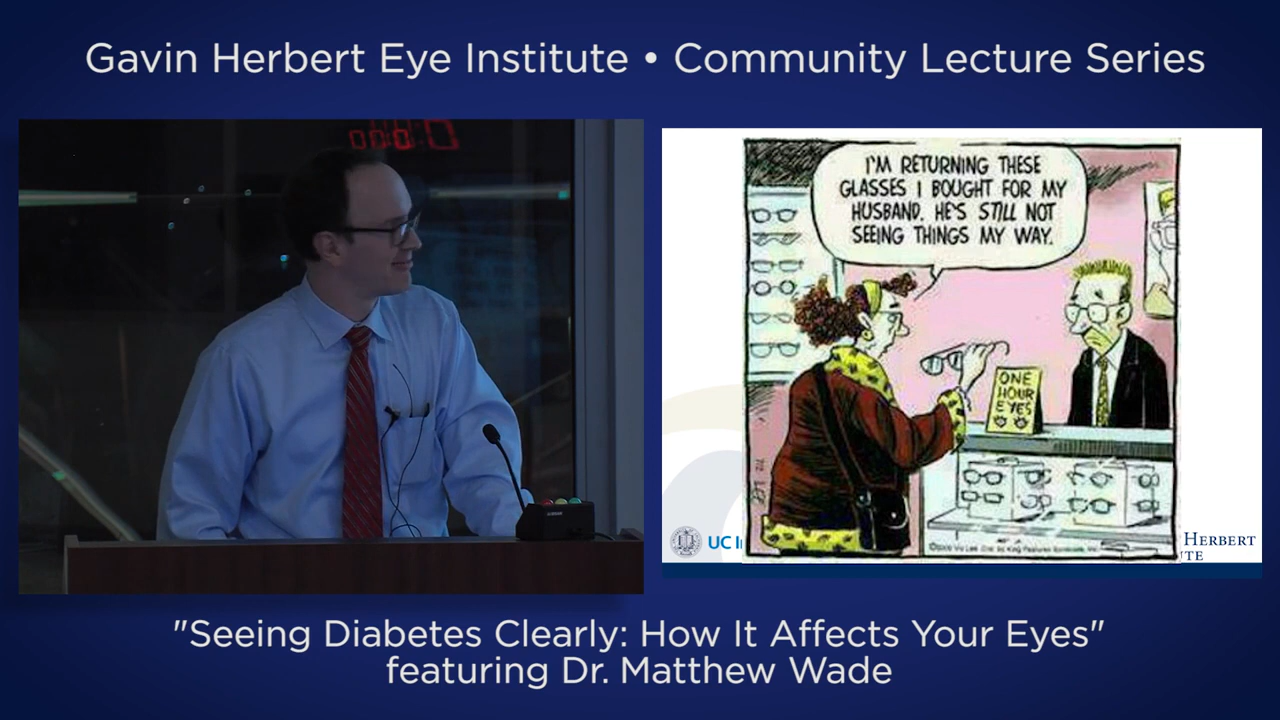 Gavin Herbert Eye Institute • Community Lecture Series
I'M RETURNING THESE
GLASSES I BOUGHT FOR MY
HUSBAND. HE'S STILL NOT
SEEING THINGS MY WAY.
ONE
HOUR
EYES
UC I
HERBERT
UTE
"Seeing Diabetes Clearly: How It Affects Your Eyes"
featuring Dr. Matthew Wade